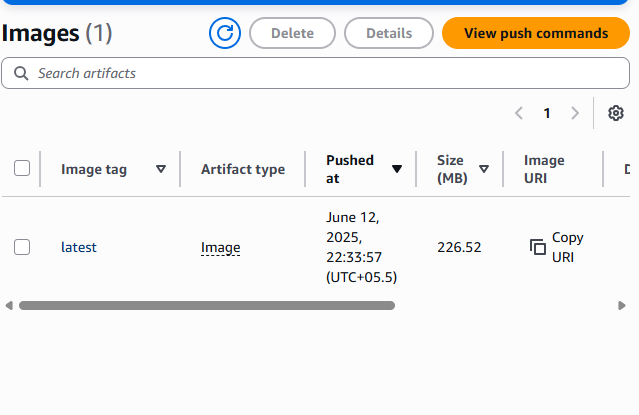 Images (1)
Delete
Details
View push commands
Search artifacts
1
Image tag
Artifact type
Pushed
at
Size
(MB)
Image
URI
latest
Image
June 12,
2025,
22:33:57
(UTC+05.5)
226.52
Copy
URI